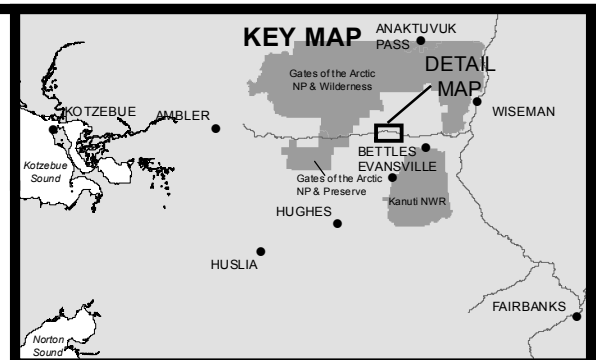 KEY MAP
ANAKTUVUK
PASS
DETAIL
MAP
Gates of the Arctic
NP & Wilderness
WISEMAN
KOTZEBUE
AMBLER
Kotzebue
Sound
BETTLES
EVANSVILLE
Gates of the Arctic
NP & Preserve
Kanuti NWR
HUGHES
HUSLIA
FAIRBANKS
Norton
Sound